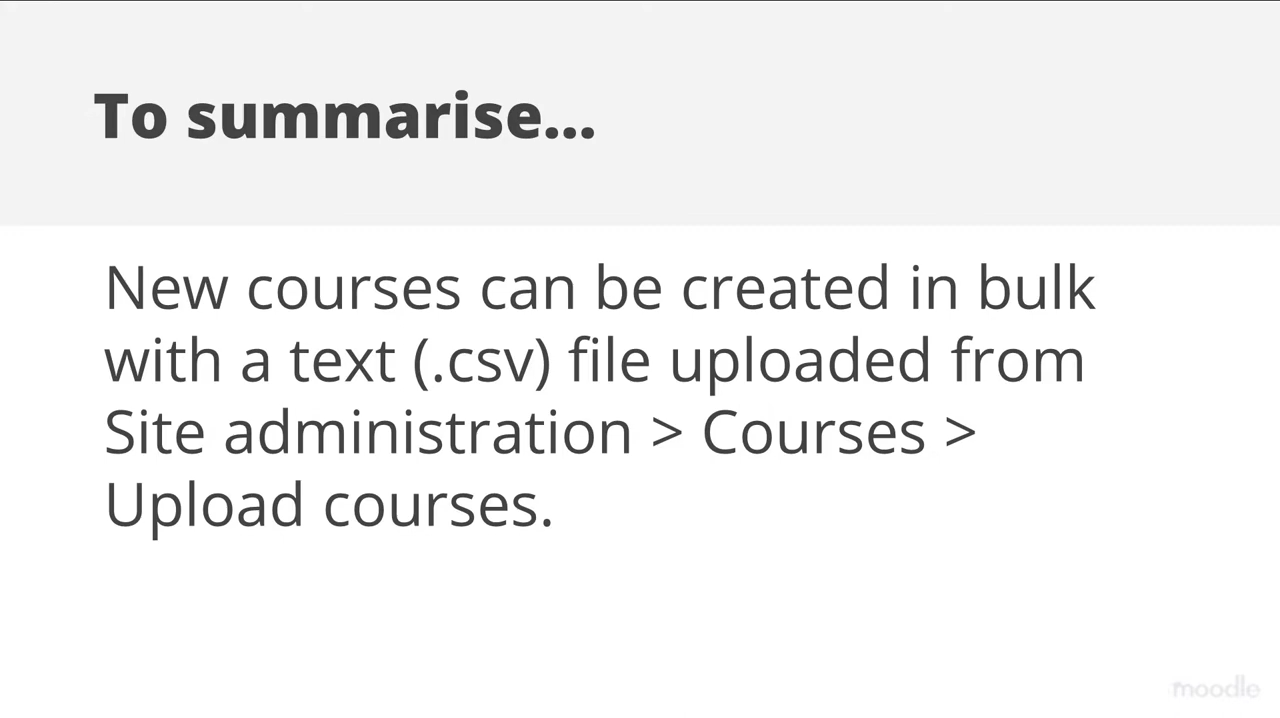 To summarise...
New courses can be created in bulk
with a text (.csv) file uploaded from
Site administration > Courses >
Upload courses.
moodle